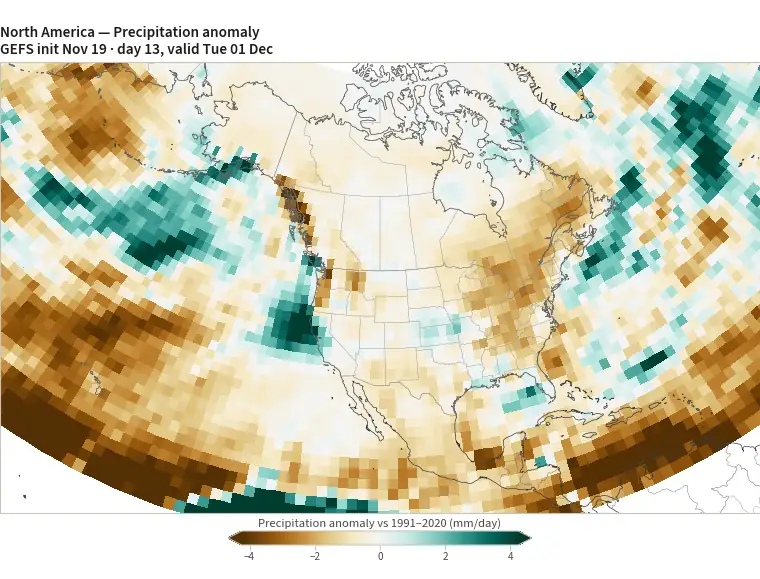 North America — Precipitation anomaly
GEFS init Nov 19 · day 13, valid Tue 01 Dec
Precipitation anomaly vs 1991–2020 (mm/day)
−4 −2 0 2 4